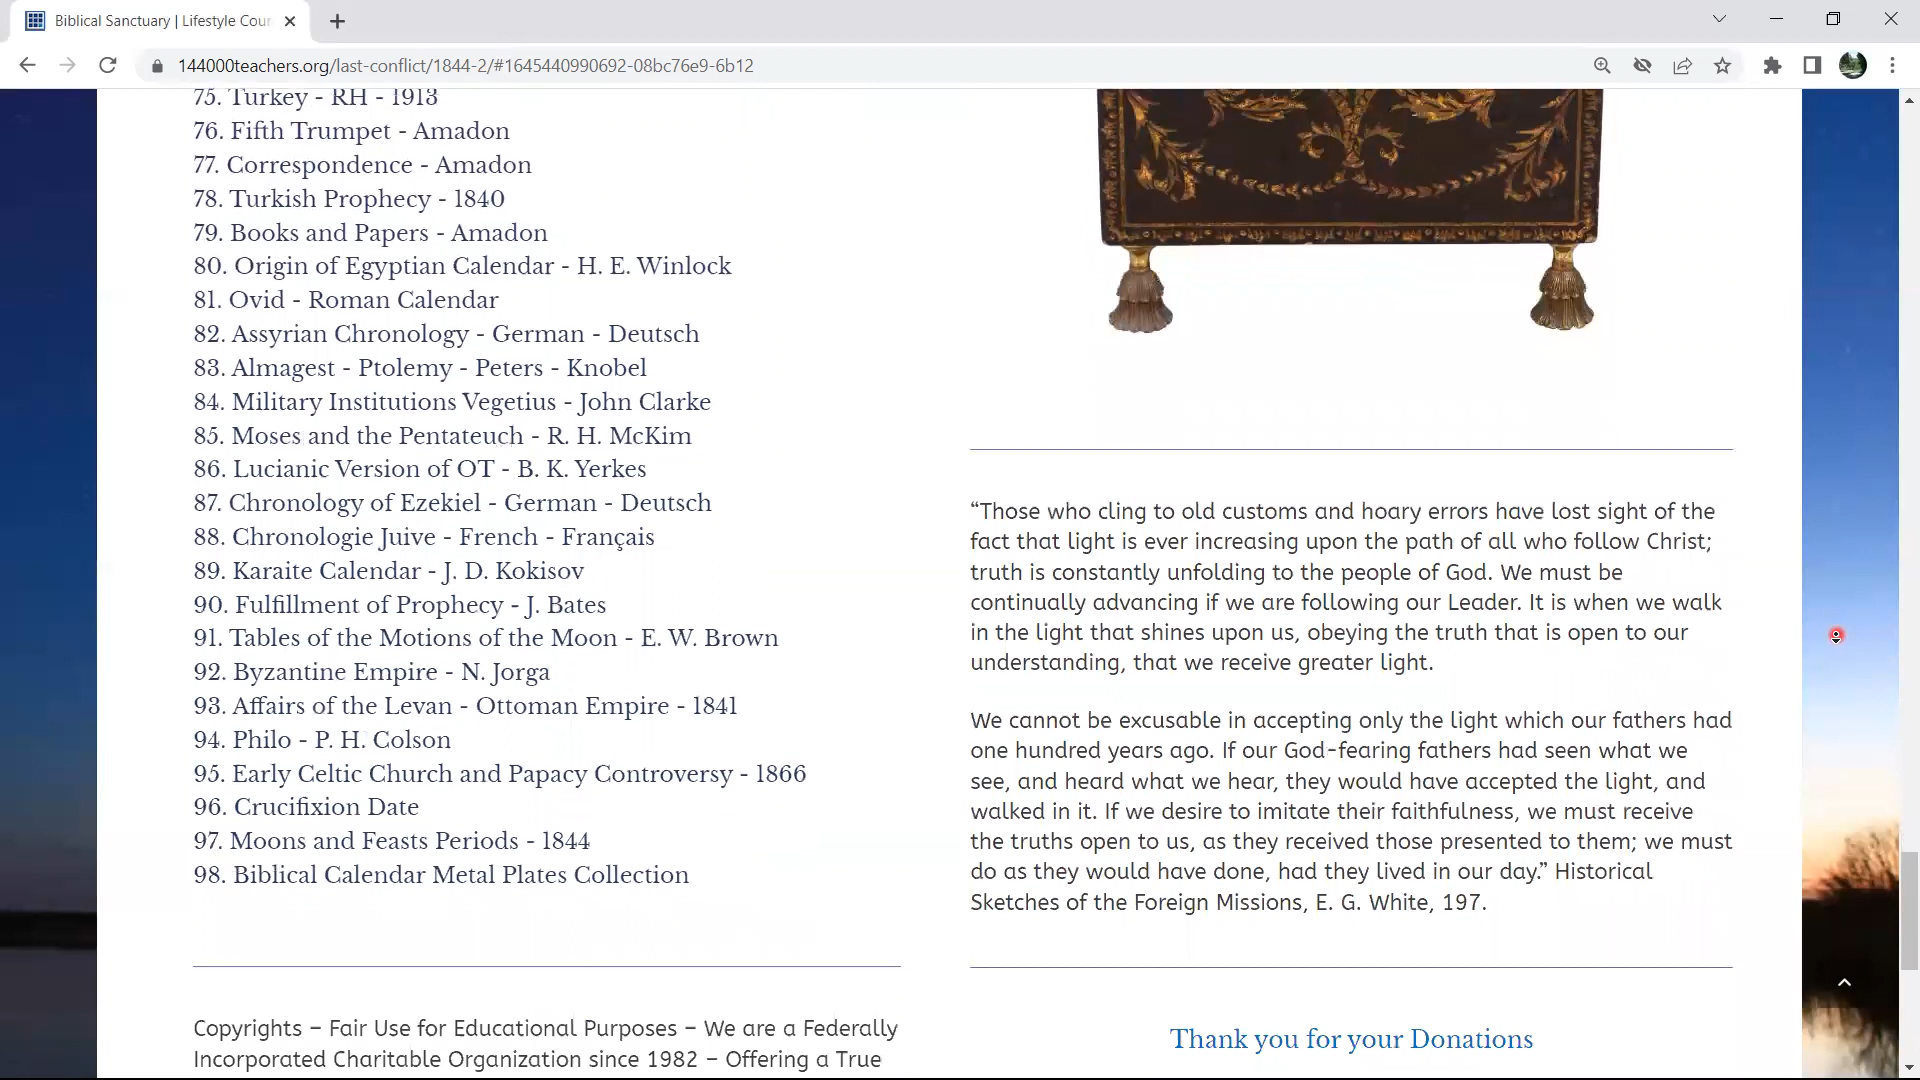 Biblical Sanctuary | Lifestyle Cour
144000teachers.org/last-conflict/1844-2/#1645440990692-08bc76e9-6b12
75. Turkey - RH - 1913
76. Fifth Trumpet - Amadon
77. Correspondence - Amadon
78. Turkish Prophecy - 1840
79. Books and Papers - Amadon
80. Origin of Egyptian Calendar - H. E. Winlock
81. Ovid - Roman Calendar
82. Assyrian Chronology - German - Deutsch
83. Almagest - Ptolemy - Peters - Knobel
84. Military Institutions Vegetius - John Clarke
85. Moses and the Pentateuch - R. H. McKim
86. Lucianic Version of OT - B. K. Yerkes
87. Chronology of Ezekiel - German - Deutsch
88. Chronologie Juive - French - Français
89. Karaite Calendar - J. D. Kokisov
90. Fulfillment of Prophecy - J. Bates
91. Tables of the Motions of the Moon - E. W. Brown
92. Byzantine Empire - N. Jorga
93. Affairs of the Levan - Ottoman Empire - 1841
94. Philo - P. H. Colson
95. Early Celtic Church and Papacy Controversy - 1866
96. Crucifixion Date
97. Moons and Feasts Periods - 1844
98. Biblical Calendar Metal Plates Collection
Copyrights – Fair Use for Educational Purposes – We are a Federally
Incorporated Charitable Organization since 1982 – Offering a True
“Those who cling to old customs and hoary errors have lost sight of the
fact that light is ever increasing upon the path of all who follow Christ;
truth is constantly unfolding to the people of God. We must be
continually advancing if we are following our Leader. It is when we walk
in the light that shines upon us, obeying the truth that is open to our
understanding, that we receive greater light.
We cannot be excusable in accepting only the light which our fathers had
one hundred years ago. If our God-fearing fathers had seen what we
see, and heard what we hear, they would have accepted the light, and
walked in it. If we desire to imitate their faithfulness, we must receive
the truths open to us, as they received those presented to them; we must
do as they would have done, had they lived in our day.” Historical
Sketches of the Foreign Missions, E. G. White, 197.
Thank you for your Donations